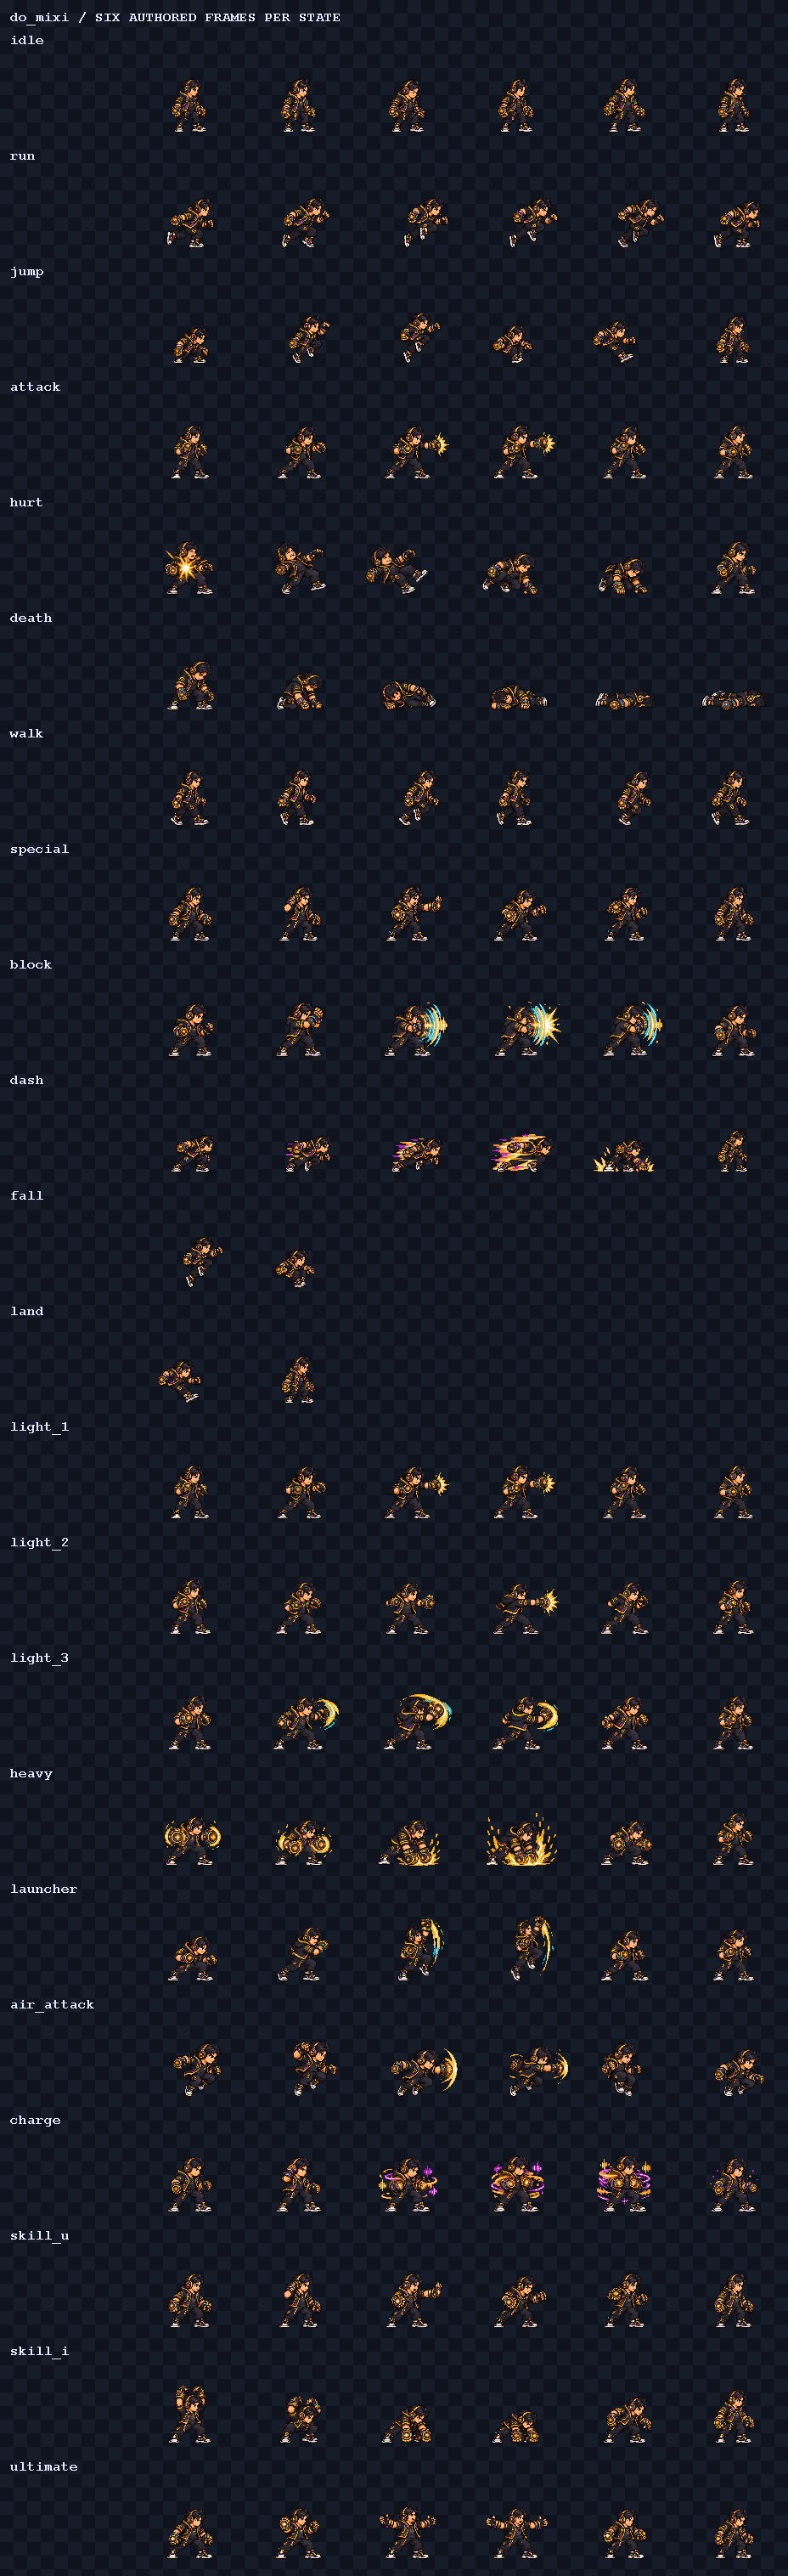 do_mixi / SIX AUTHORED FRAMES PER STATE
idle
run
jump
attack
hurt
death
walk
special
block
dash
fall
land
light_1
light_2
light_3
heavy
launcher
air_attack
charge
skill_u
skill_i
ultimate